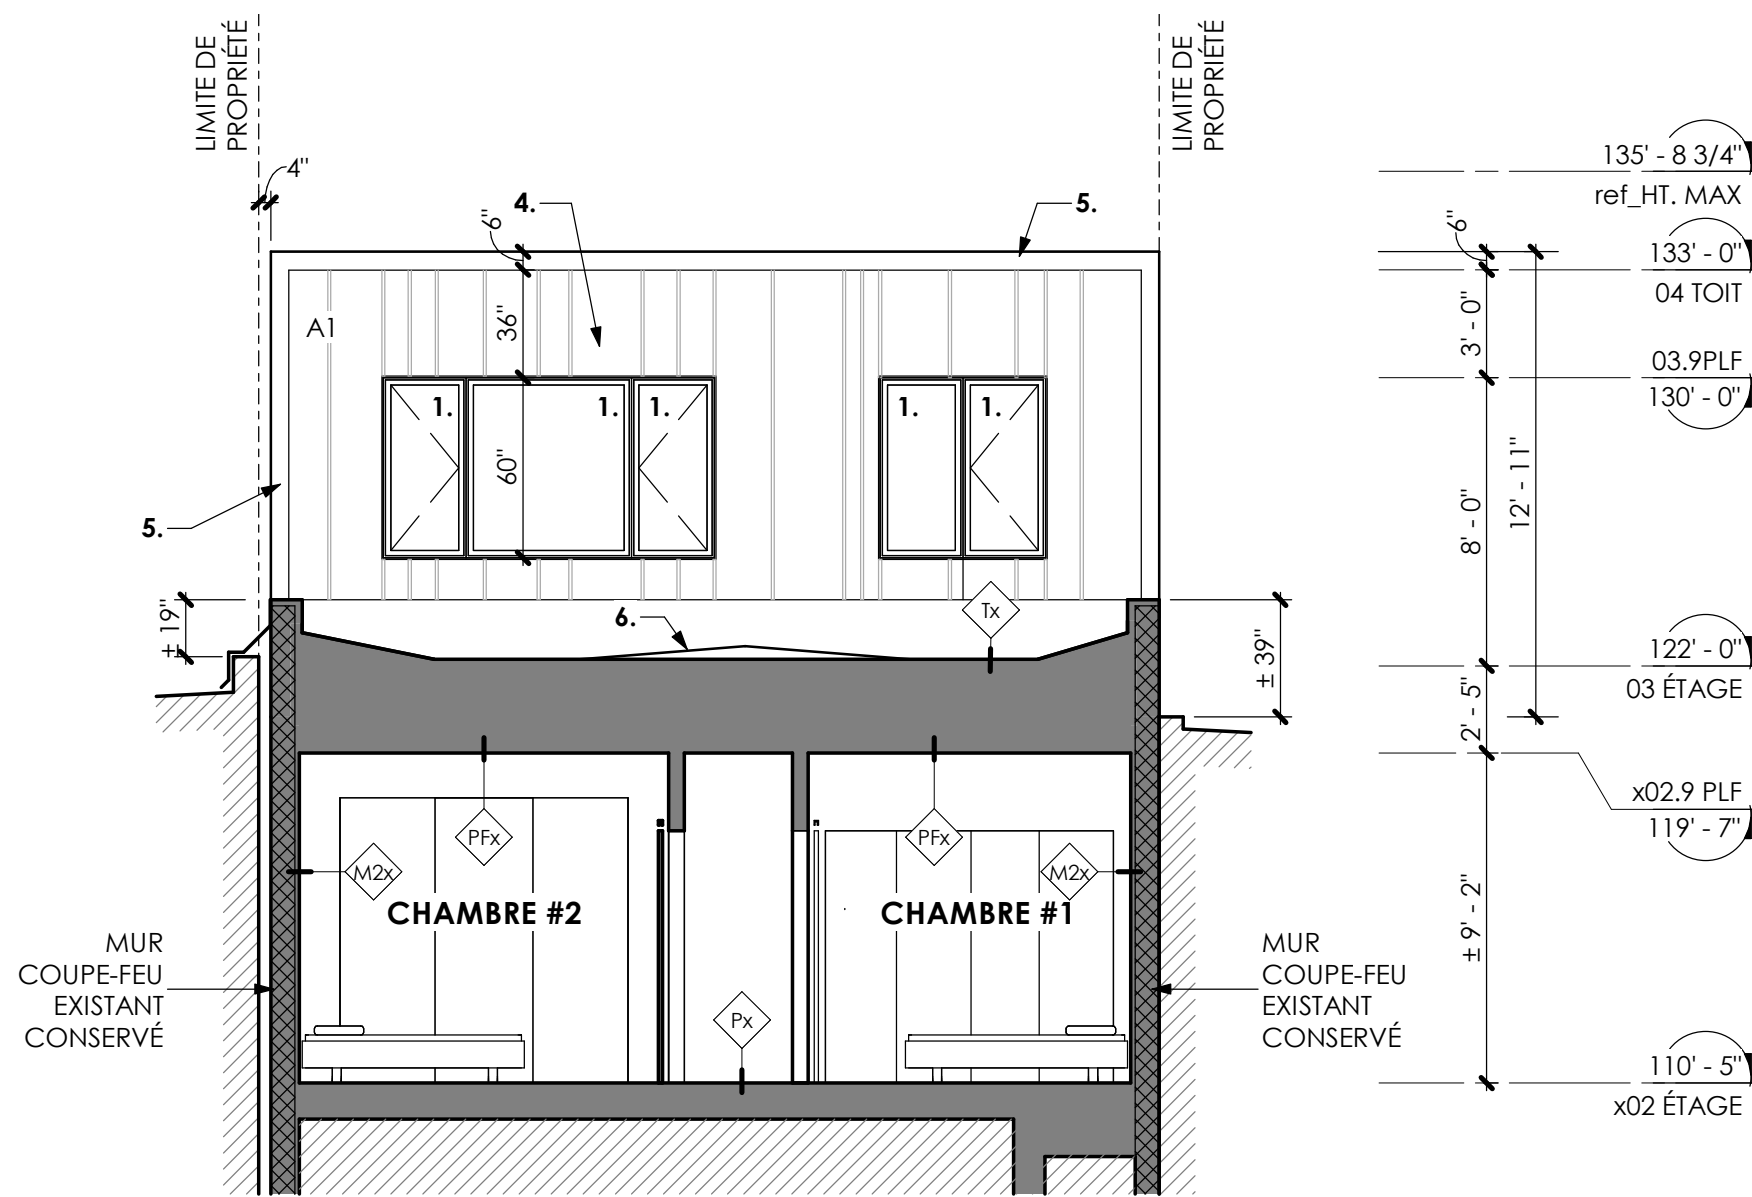 LIMITE DE
PROPRIÉTÉ
LIMITE DE
PROPRIÉTÉ
4"
6"
4.
5.
A1
36"
1.
1.
1.
1.
1.
60"
5.
± 19"
6.
Tx
± 39"
PFx
PFx
M2x
M2x
CHAMBRE #2
CHAMBRE #1
Px
MUR
COUPE-FEU
EXISTANT
CONSERVÉ
MUR
COUPE-FEU
EXISTANT
CONSERVÉ
6"
3' - 0"
8' - 0"
12' - 11"
2' - 5"
± 9' - 2"
135' - 8 3/4"
ref_HT. MAX
133' - 0"
04 TOIT
03.9PLF
130' - 0"
122' - 0"
03 ÉTAGE
x02.9 PLF
119' - 7"
110' - 5"
x02 ÉTAGE